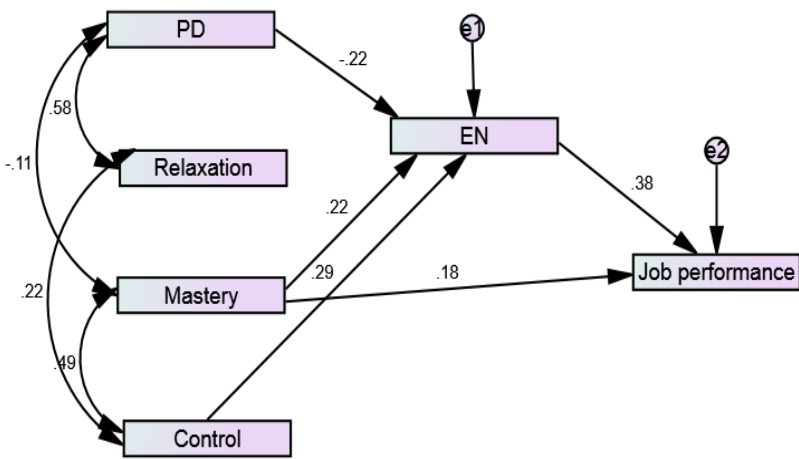 PD
e1
-.22
.58
EN
-.11
Relaxation
e2
.38
.22
.29
.18
Job performance
.22
Mastery
.49
Control